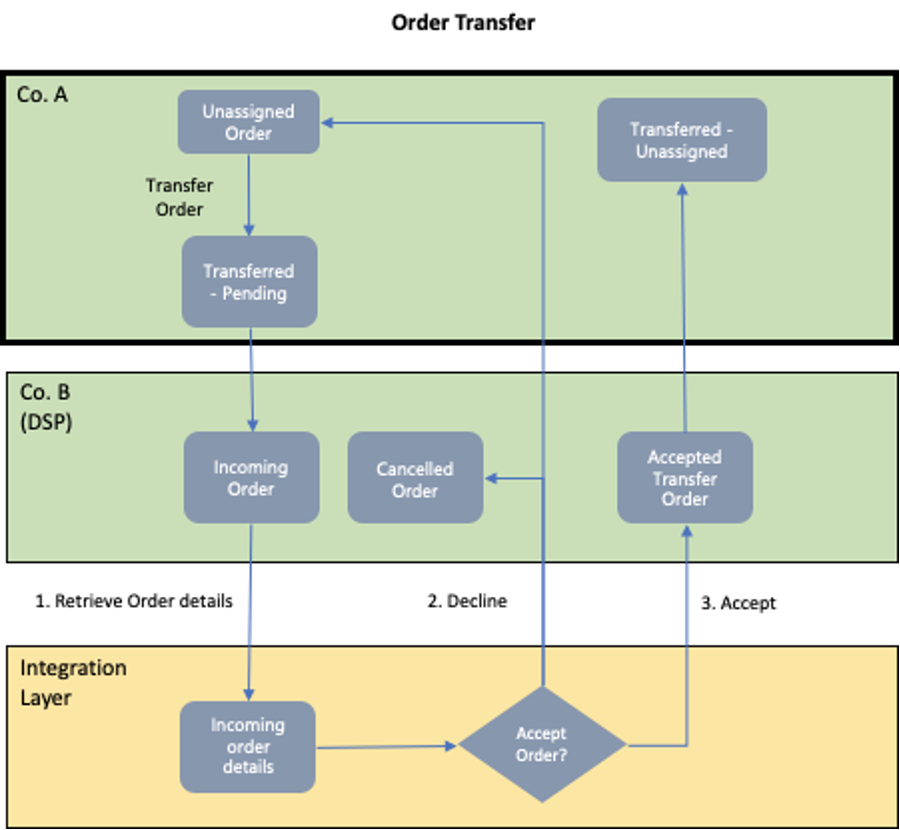 Order Transfer
Co. A
Unassigned
Order
Transferred -
Unassigned
Transfer
Order
Transferred
- Pending
Co. B
(DSP)
Incoming
Order
Cancelled
Order
Accepted
Transfer
Order
1. Retrieve Order details
2. Decline
3. Accept
Integration
Layer
Incoming
order
details
Accept
Order?